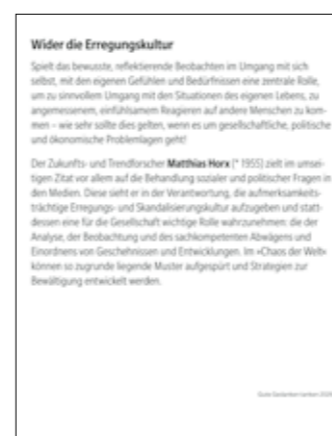 Wider die Erregungskultur
Spielt das bewusste, reflektierende Beobachten im Umgang mit sich
selbst, mit den eigenen Gefühlen und Bedürfnissen eine zentrale Rolle,
um zu sinnvollem Umgang mit den Situationen des eigenen Lebens, zu
angemessenem, einfühlsamem Reagieren auf andere Menschen zu kom-
men – wie sehr sollte dies gelten, wenn es um gesellschaftliche, politische
und ökonomische Problemlagen geht!
Der Zukunfts- und Trendforscher Matthias Horx (* 1955) zielt im umsei-
tigen Zitat vor allem auf die Behandlung sozialer und politischer Fragen in
den Medien. Diese sieht er in der Verantwortung, die aufmerksamkeits-
trächtige Erregungs- und Skandalisierungskultur aufzugeben und statt-
dessen eine für die Gesellschaft wichtige Rolle wahrzunehmen: die der
Analyse, der Beobachtung und des sachkompetenten Abwägens und
Einordnens von Geschehnissen und Entwicklungen. Im »Chaos der Welt«
können so zugrunde liegende Muster aufgespürt und Strategien zur
Bewältigung entwickelt werden.